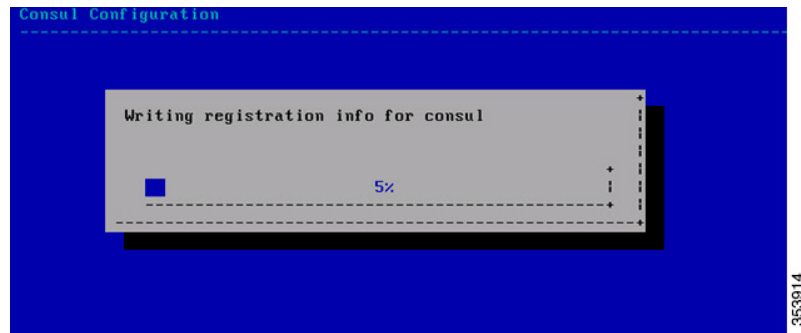 Consul Configuration
Writing registration info for consul
5%
353914